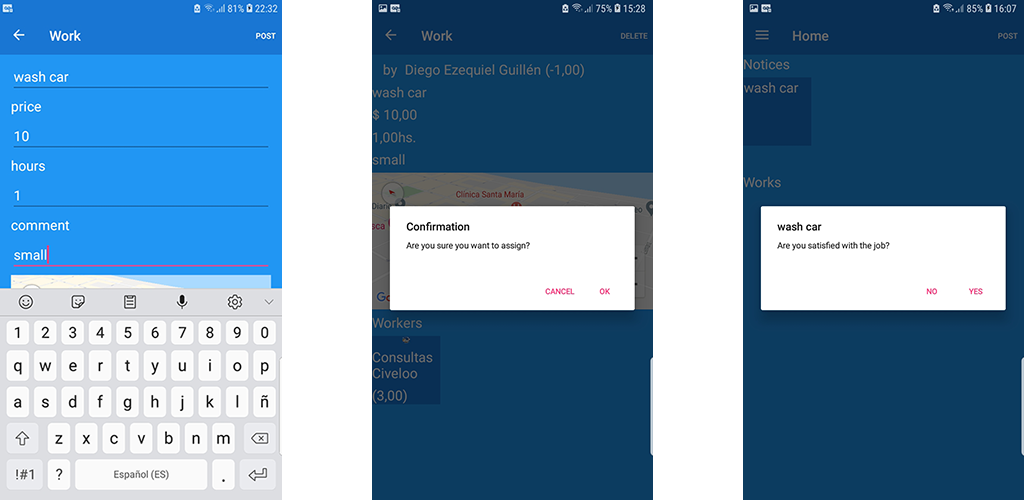 81% 22:32
Work POST
wash car
price
10
hours
1
comment
small
1 2 3 4 5 6 7 8 9 0
q w e r t y u i o p
a s d f g h j k l ñ
z x c v b n m
!#1 ? Español (ES) .
75% 15:28
Work DELETE
by Diego Ezequiel Guillén (-1,00)
wash car
$ 10,00
1,00hs.
small
Clínica Santa María
Confirmation
Are you sure you want to assign?
CANCEL OK
Workers
Consultas
Civeloo
(3,00)
85% 16:07
Home POST
Notices
wash car
Works
wash car
Are you satisfied with the job?
NO YES